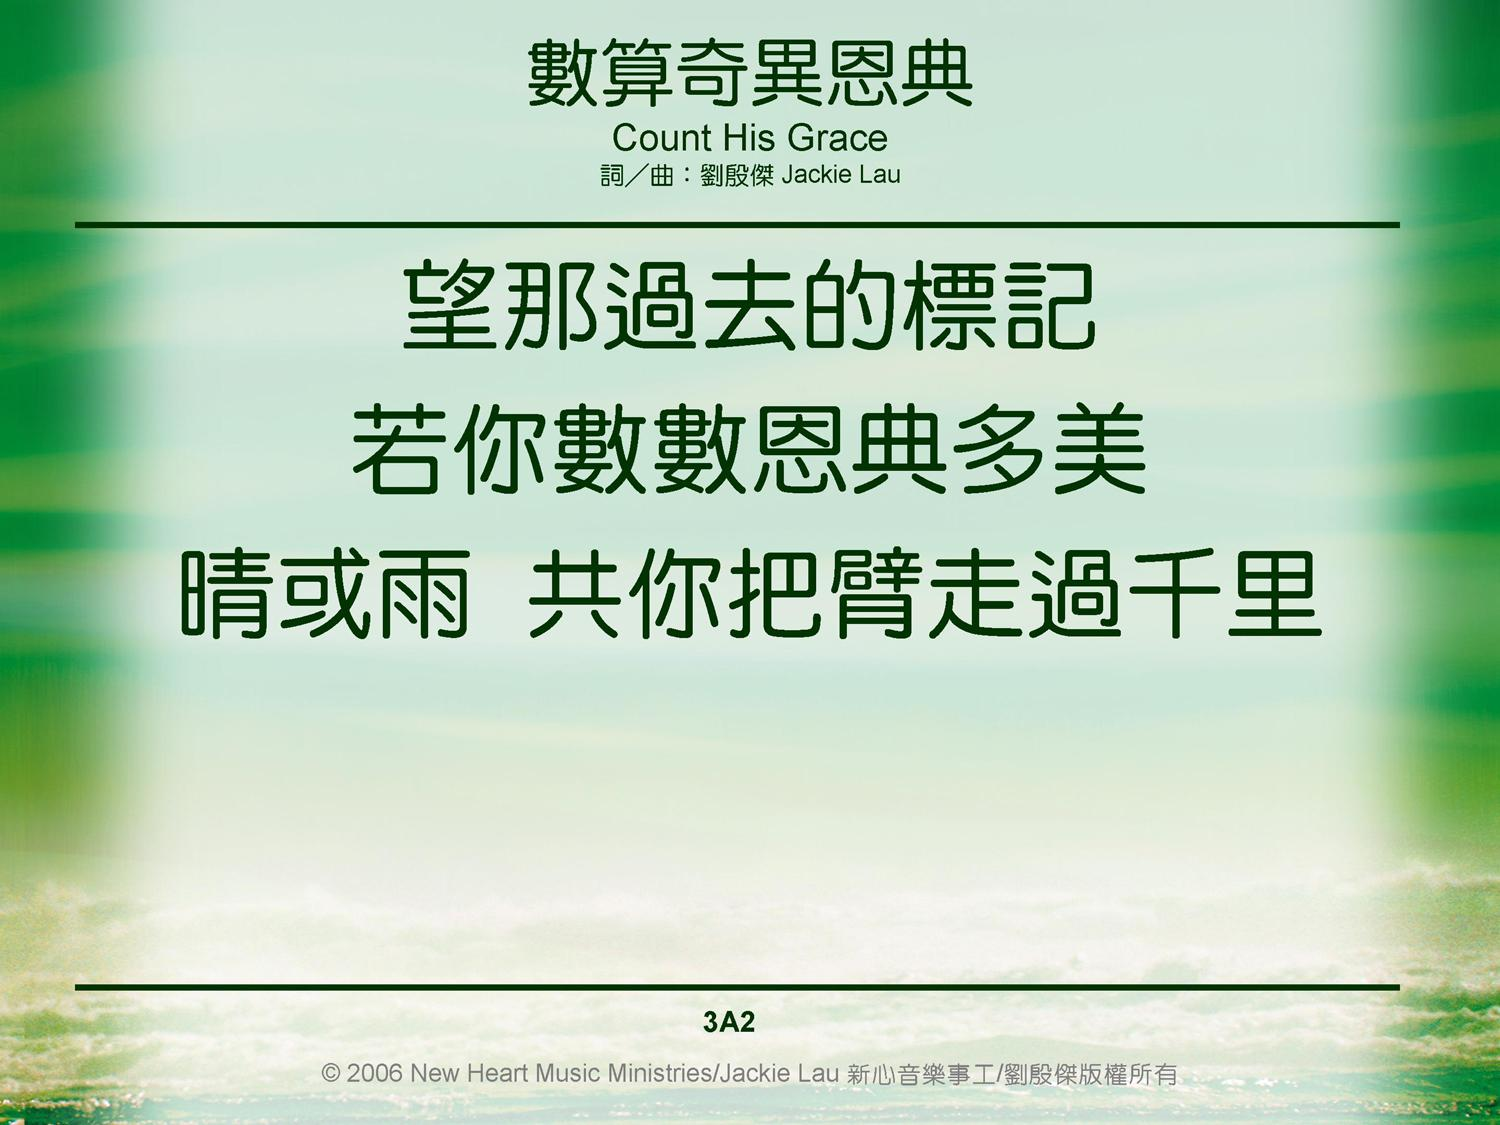 數算奇異恩典
Count His Grace
詞／曲：劉殷傑 Jackie Lau
望那過去的標記
若你數數恩典多美
晴或雨 共你把臂走過千里
3A2
© 2006 New Heart Music Ministries/Jackie Lau 新心音樂事工/劉殷傑版權所有